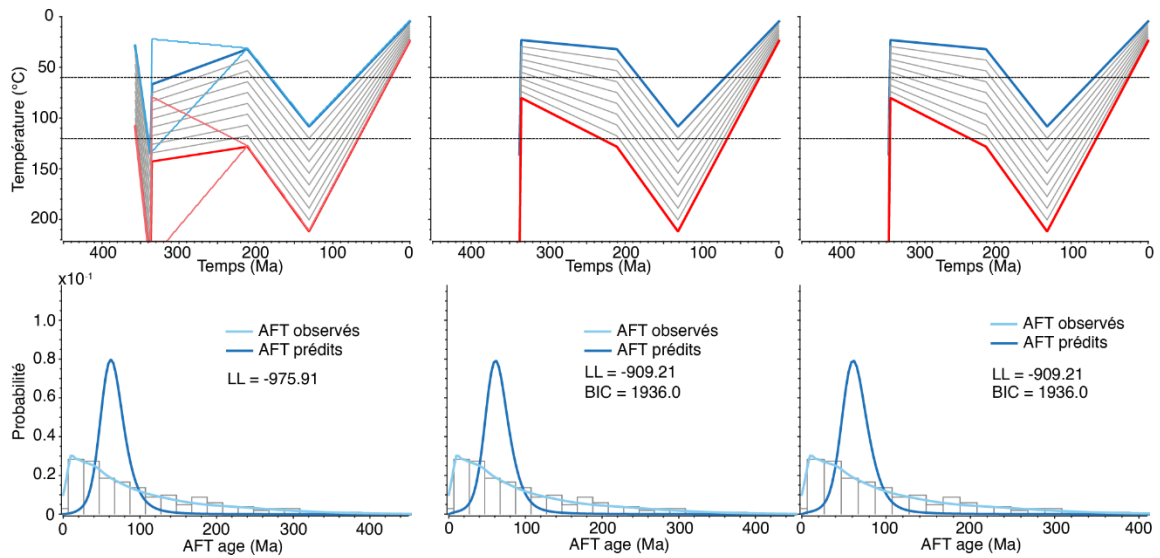 0
50
100
150
200
Température (°C)
400 300 200 100 0
Temps (Ma)
400 300 200 100 0
Temps (Ma)
400 300 200 100 0
Temps (Ma)
x10⁻¹
1.0
0.8
0.6
0.4
0.2
0
Probabilité
AFT observés
AFT prédits
LL = -975.91
0 100 200 300 400
AFT age (Ma)
AFT observés
AFT prédits
LL = -909.21
BIC = 1936.0
0 100 200 300 400
AFT age (Ma)
AFT observés
AFT prédits
LL = -909.21
BIC = 1936.0
0 100 200 300 400
AFT age (Ma)